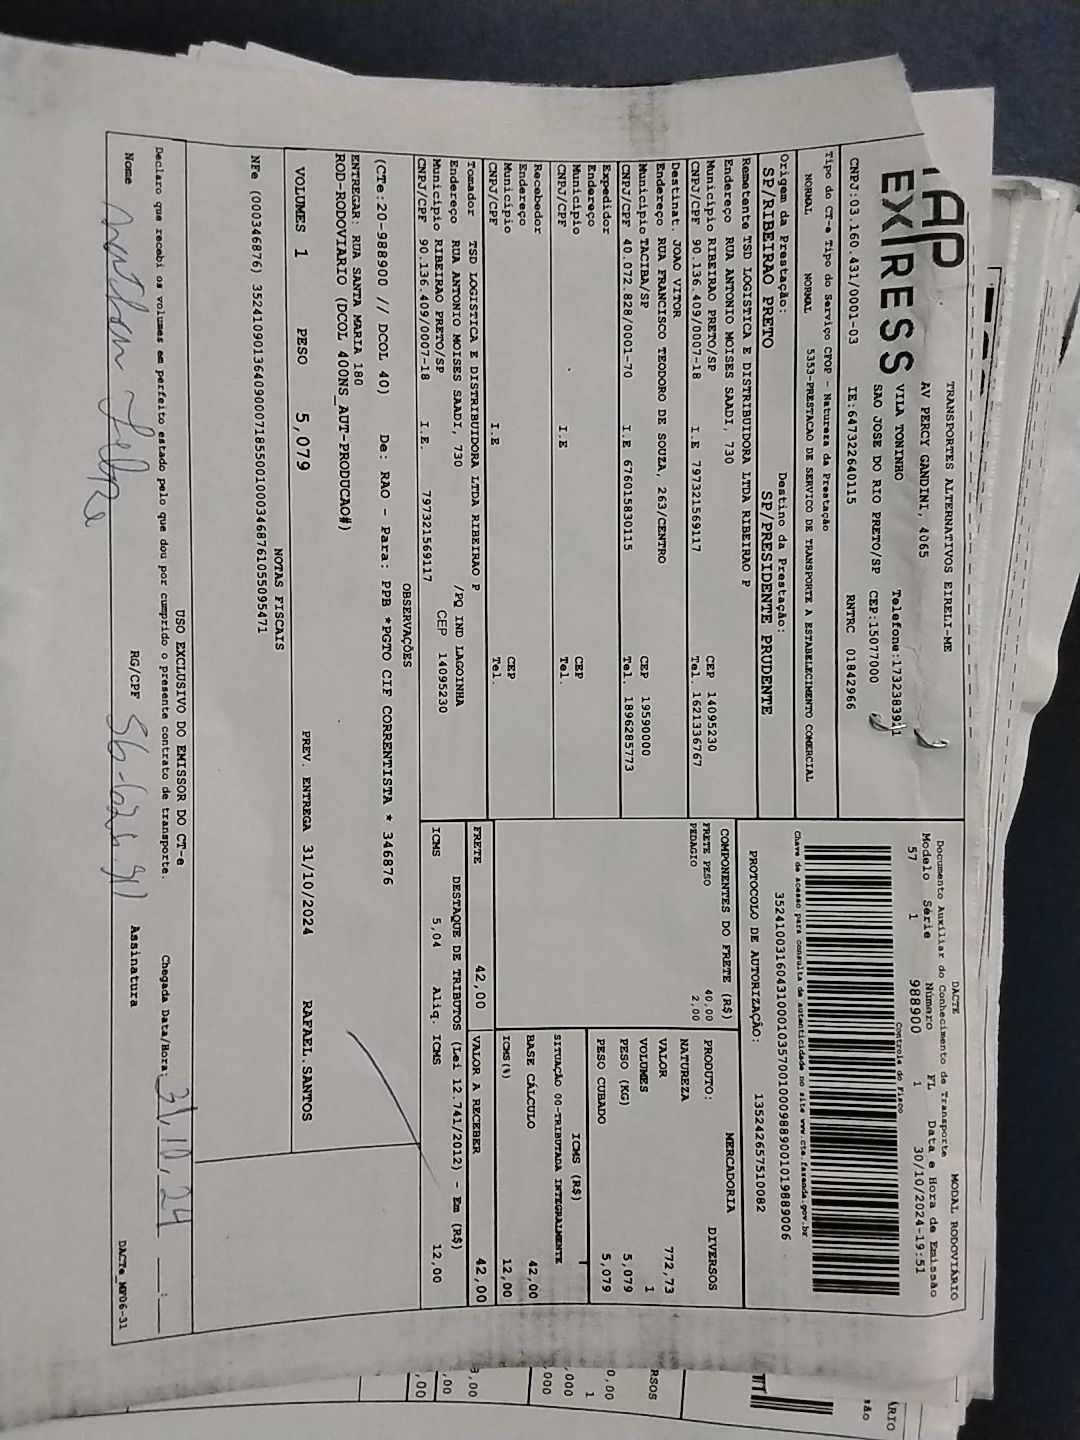 TAP
EXPRESS
TRANSPORTES ALTERNATIVOS EIRELI-ME
AV PERCY GANDINI, 4065
VILA TONINHO
SAO JOSE DO RIO PRETO/SP CEP:15077000
CNPJ:03.160.431/0001-03 IE:647322640115 RNTRC 01842966
Tipo do CT-e Tipo do Serviço CFOP - Natureza da Prestação
NORMAL NORMAL 5353-PRESTACAO DE SERVICO DE TRANSPORTE A ESTABELECIMENTO COMERCIAL
Origem da Prestação: Destino da Prestação:
SP/RIBEIRAO PRETO SP/PRESIDENTE PRUDENTE
Remetente TSD LOGISTICA E DISTRIBUIDORA LTDA RIBEIRAO P
Endereço RUA ANTONIO MOISES SAADI, 730
Município RIBEIRAO PRETO/SP CEP 14095230
CNPJ/CPF 90.136.409/0007-18 I.E 797321569117 Tel. 1621336767
Destinat. JOAO VITOR
Endereço RUA FRANCISCO TEODORO DE SOUZA, 263/CENTRO
Município TACIBA/SP CEP 19590000
CNPJ/CPF 40.072.828/0001-70 I.E 676015830115 Tel. 1896285773
Expedidor
Endereço
Município CEP
CNPJ/CPF I.E Tel.
Recebedor
Endereço
Município CEP
CNPJ/CPF I.E Tel.
Tomador TSD LOGISTICA E DISTRIBUIDORA LTDA RIBEIRAO P
Endereço RUA ANTONIO MOISES SAADI, 730 /PQ IND LAGOINHA
Município RIBEIRAO PRETO/SP CEP 14095230
CNPJ/CPF 90.136.409/0007-18 I.E. 797321569117
DACTE MODAL RODOVIÁRIO
Documento Auxiliar do Conhecimento de Transporte
Modelo Série Número FL Data e Hora de Emissão
57 1 988900 1 30/10/2024-19:51
Controle do Fisco
35241003160431000103570010009889001019889006
Chave de acesso para consulta de autenticidade no site www.cte.fazenda.gov.br
PROTOCOLO DE AUTORIZAÇÃO: 135242657510082
COMPONENTES DO FRETE (R$)
FRETE PESO 40,00
PEDAGIO 2,00
MERCADORIA
PRODUTO: DIVERSOS
NATUREZA
VALOR 772,73
VOLUMES 1
PESO (KG) 5,079
PESO CUBADO 5,079
ICMS (R$)
SITUAÇÃO 00-TRIBUTADA INTEGRALMENTE
BASE CÁLCULO 42,00
ICMS(%) 12,00
FRETE 42,00 VALOR A RECEBER 42,00
DESTAQUE DE TRIBUTOS (Lei 12.741/2012) - Em (R$)
ICMS 5,04 Aliq. ICMS 12,00
OBSERVAÇÕES
(CTe:20-988900 // DCOL 40) De: RAO - Para: PPB *PGTO CIF CORRENTISTA * 346876
ENTREGAR: RUA SANTA MARIA 180
ROD-RODOVIARIO (DCOL 400NS_AUT-PRODUCAO#)
VOLUMES 1 PESO 5,079 PREV. ENTREGA 31/10/2024 RAFAEL.SANTOS
NOTAS FISCAIS
NFe (000346876) 35241090136409000718550010003468761055095471
USO EXCLUSIVO DO EMISSOR DO CT-e
Declaro que recebi os volumes em perfeito estado pelo que dou por cumprido o presente contrato de transporte. Chegada Data/Hora: 31/10/24
Nome RG/CPF Assinatura
DACTe_NF06-31